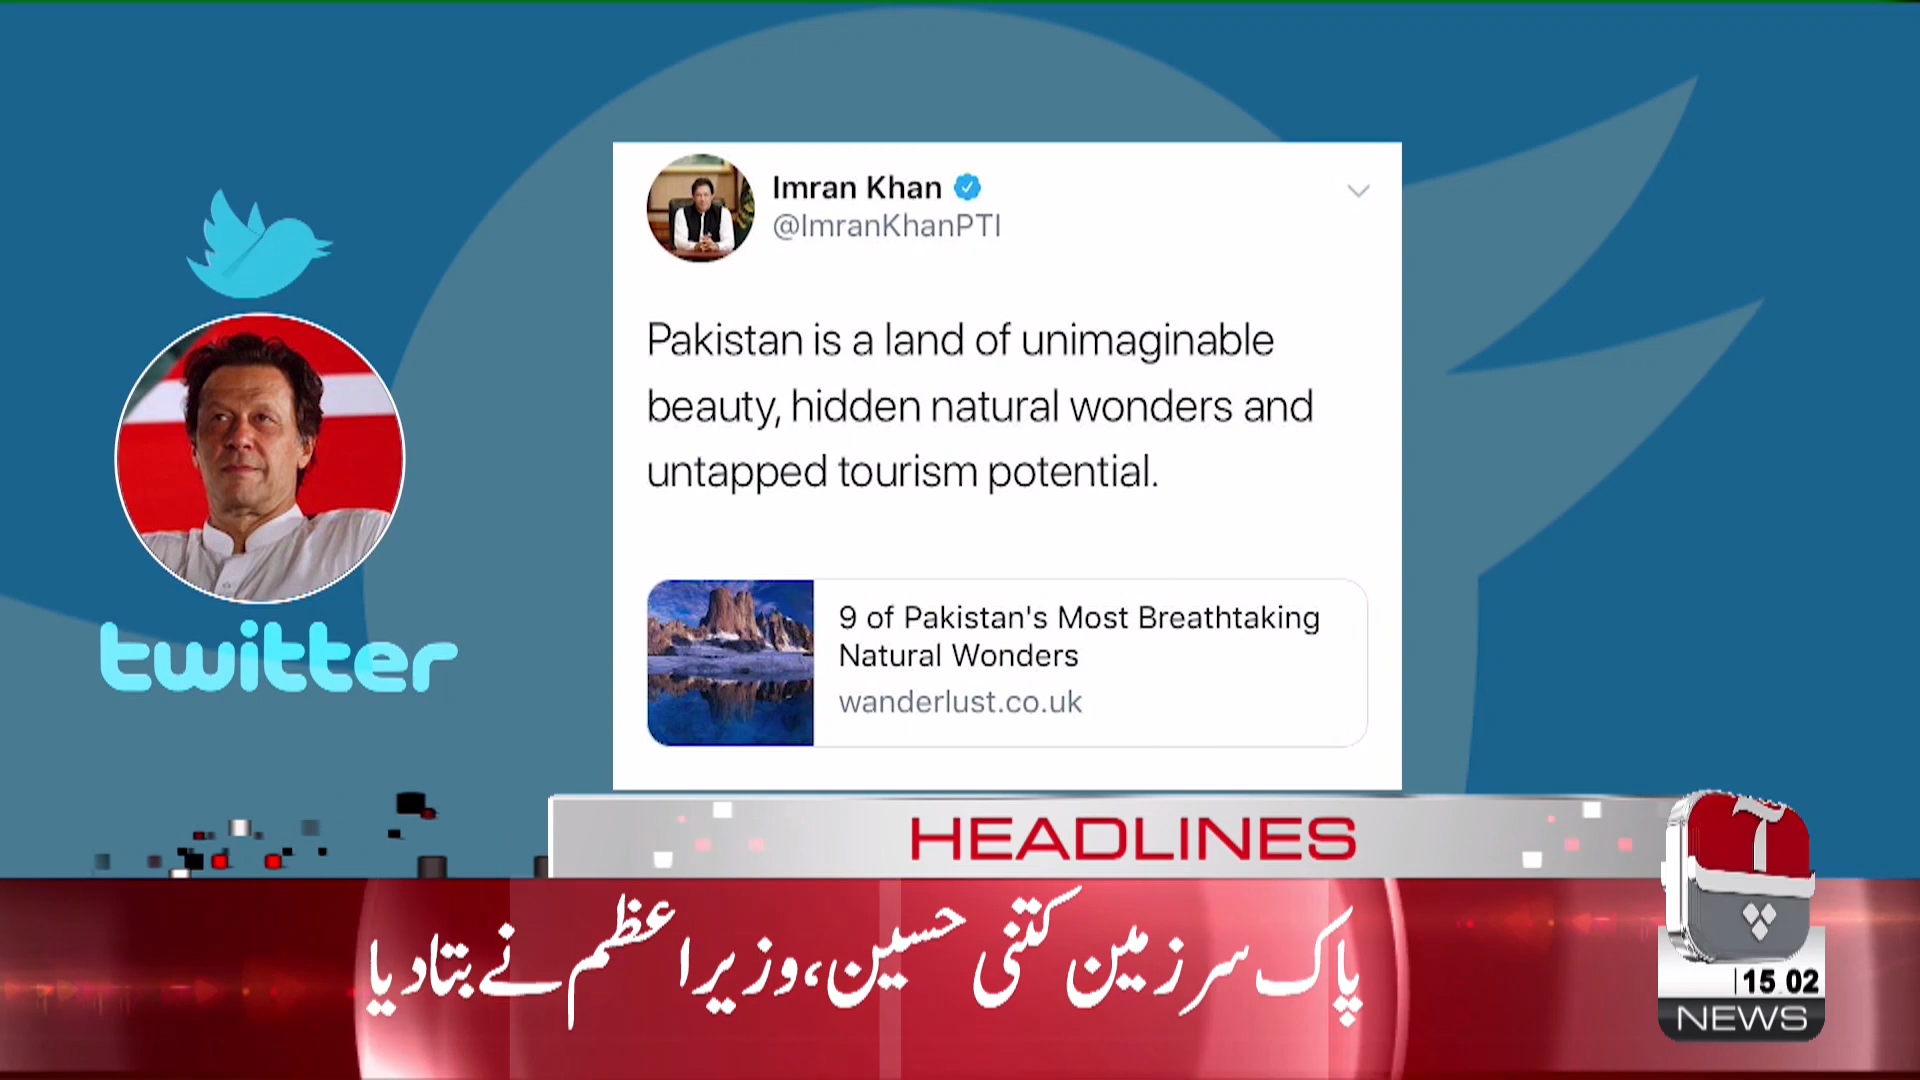 Imran Khan
@ImranKhanPTI
Pakistan is a land of unimaginable
beauty, hidden natural wonders and
untapped tourism potential.
9 of Pakistan's Most Breathtaking
Natural Wonders
wanderlust.co.uk
twitter
HEADLINES
پاک سرزمین کتنی حسین، وزیراعظم نے بتادیا
آپ
15 02
NEWS